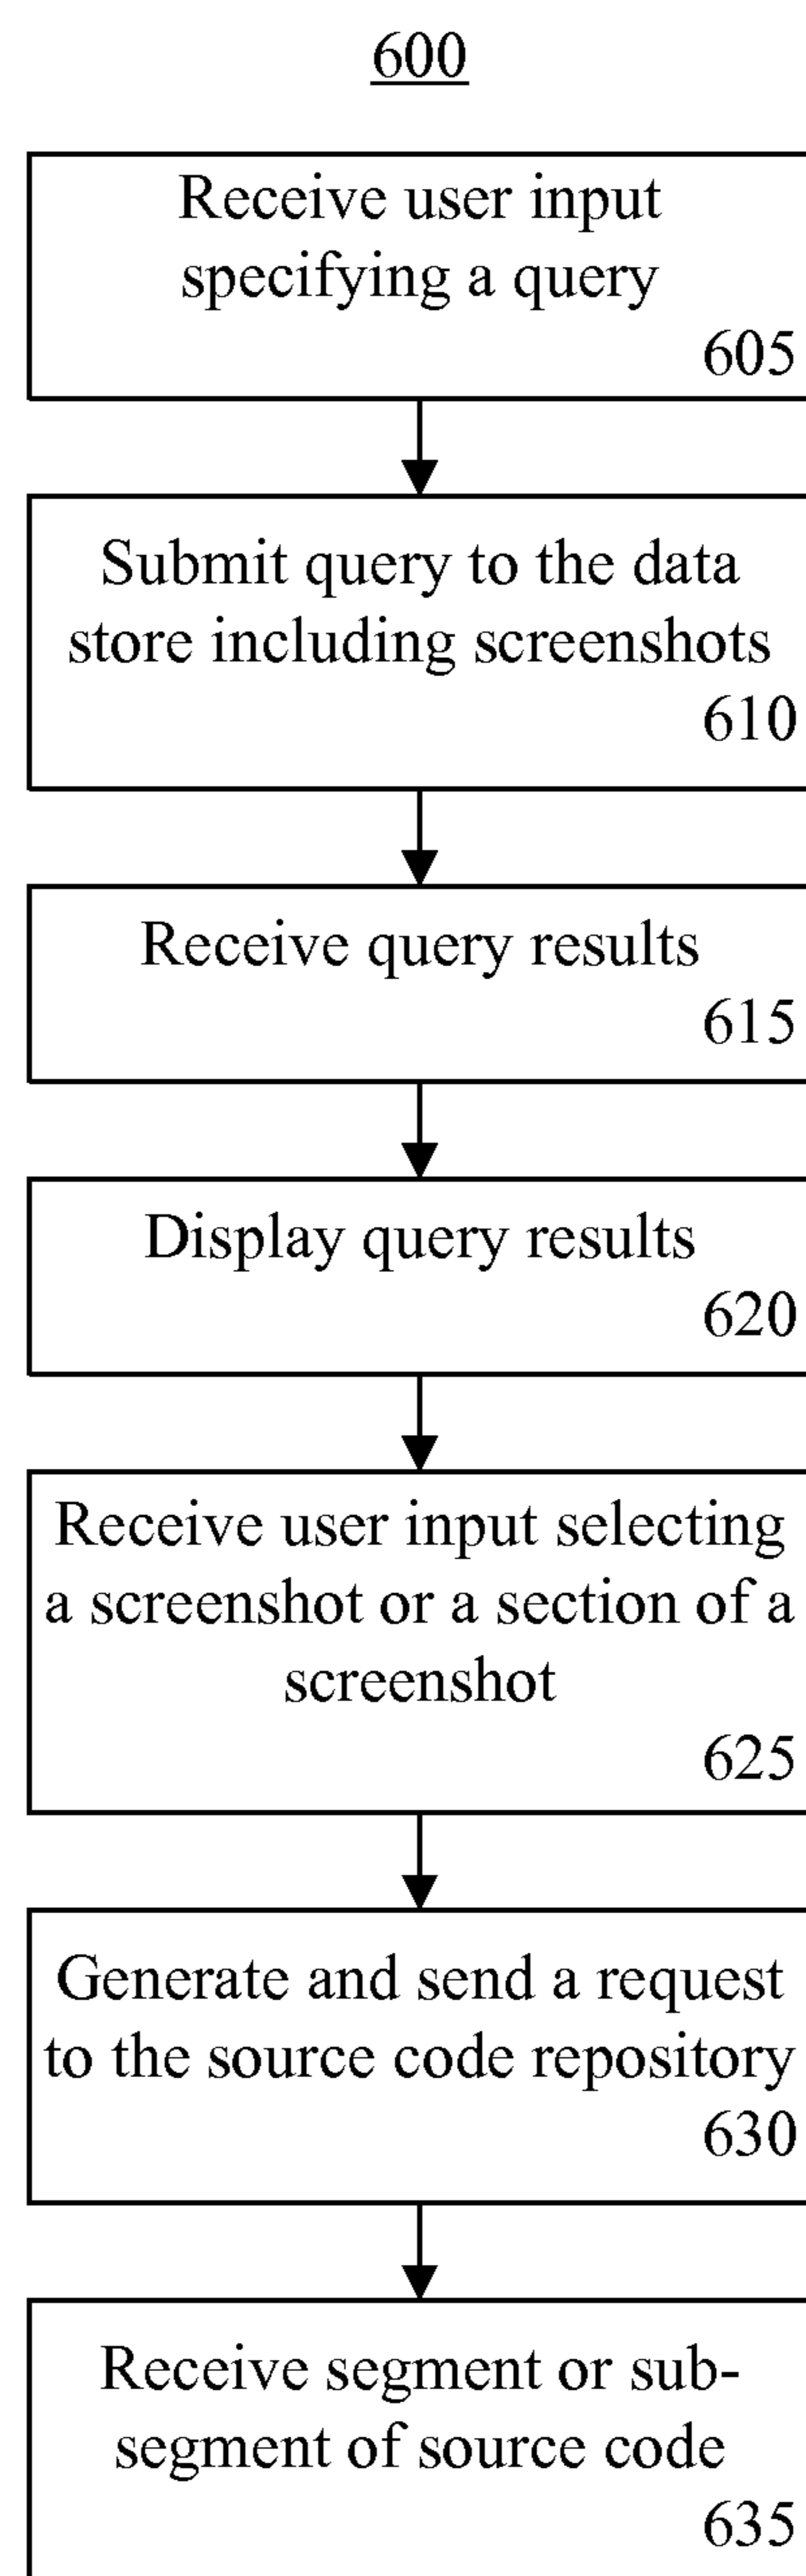 600
Receive user input
specifying a query
605
Submit query to the data
store including screenshots
610
Receive query results
615
Display query results
620
Receive user input selecting
a screenshot or a section of a
screenshot
625
Generate and send a request
to the source code repository
630
Receive segment or sub-
segment of source code
635